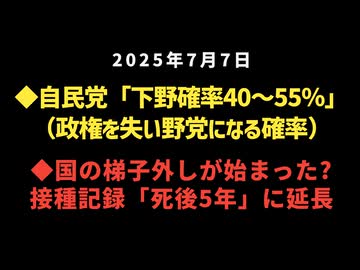 2025年7月7日
◆自民党「下野確率40～55%」
（政権を失い野党になる確率）
◆国の梯子外しが始まった?
接種記録「死後5年」に延長